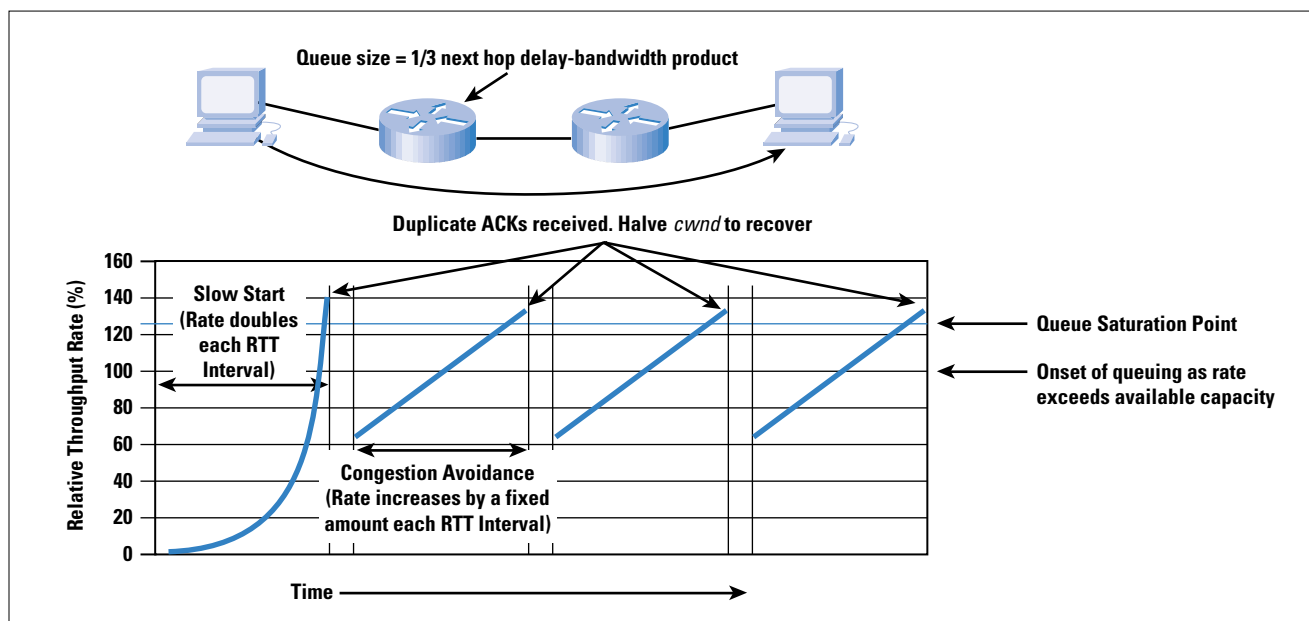 Queue size = 1/3 next hop delay-bandwidth product
Duplicate ACKs received. Halve cwnd to recover
Relative Throughput Rate (%)
160
140
120
100
80
60
40
20
0
Slow Start
(Rate doubles
each RTT
Interval)
Congestion Avoidance
(Rate increases by a fixed
amount each RTT Interval)
Queue Saturation Point
Onset of queuing as rate
exceeds available capacity
Time